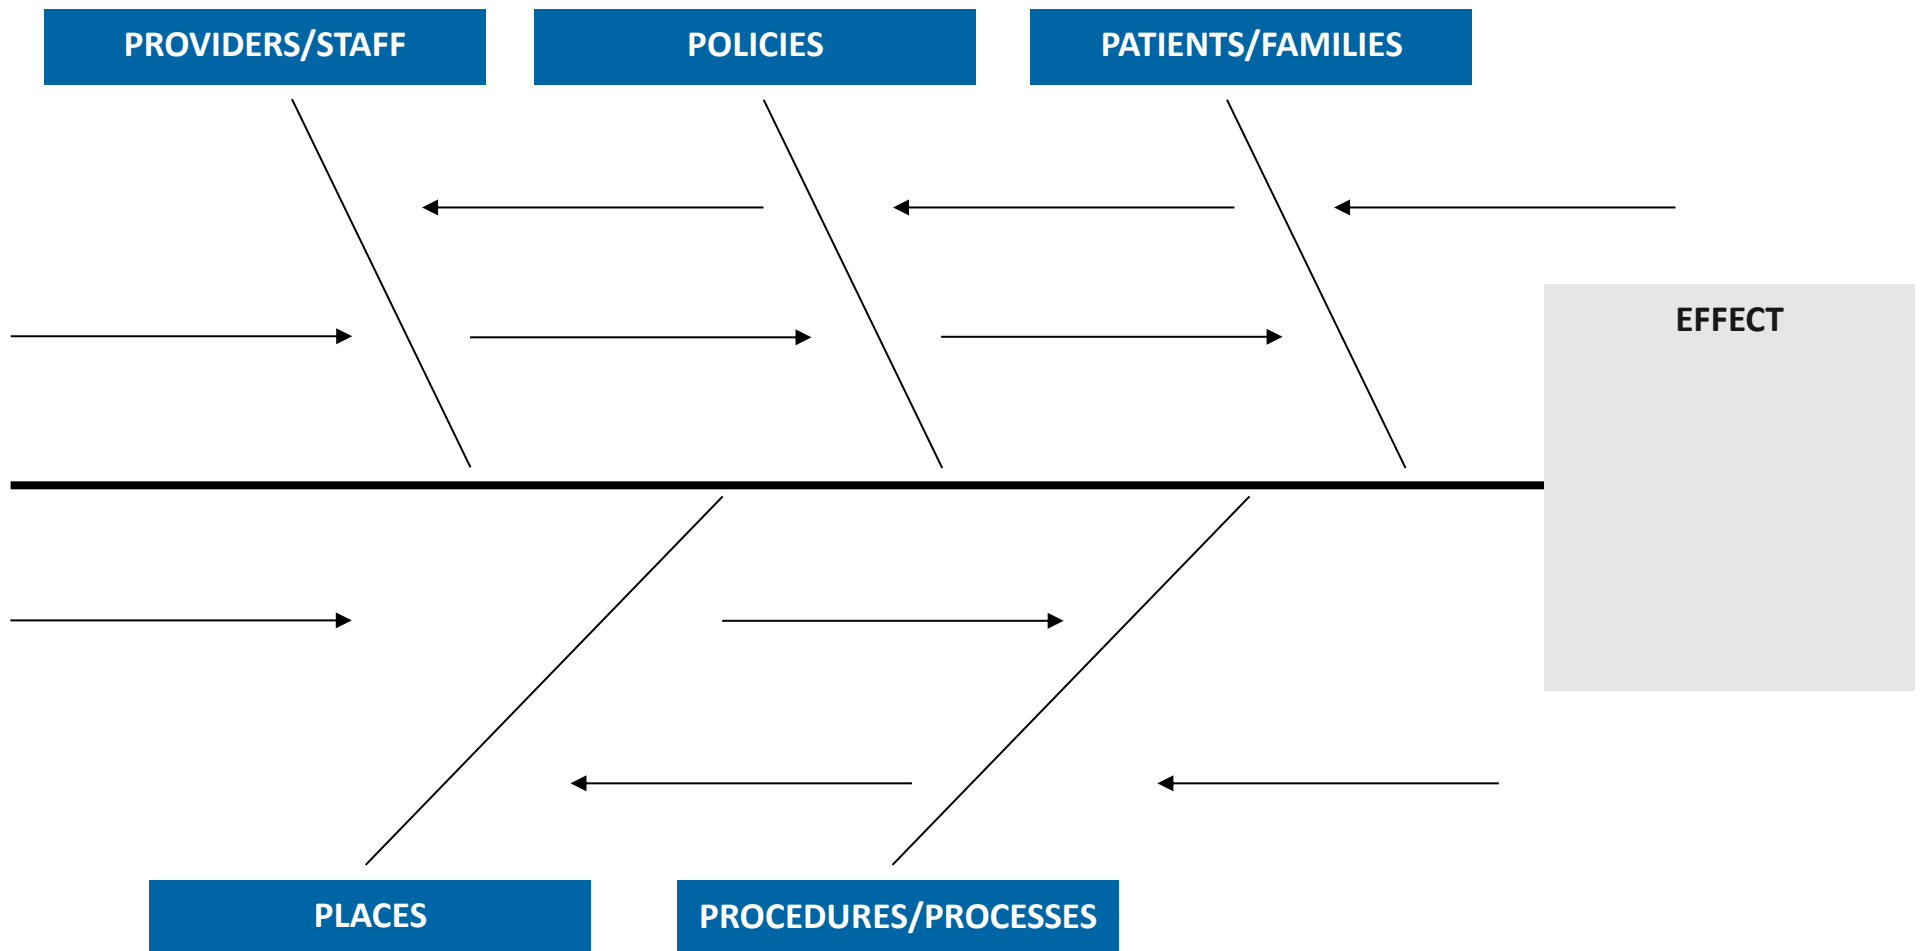 PROVIDERS/STAFF
POLICIES
PATIENTS/FAMILIES
EFFECT
PLACES
PROCEDURES/PROCESSES